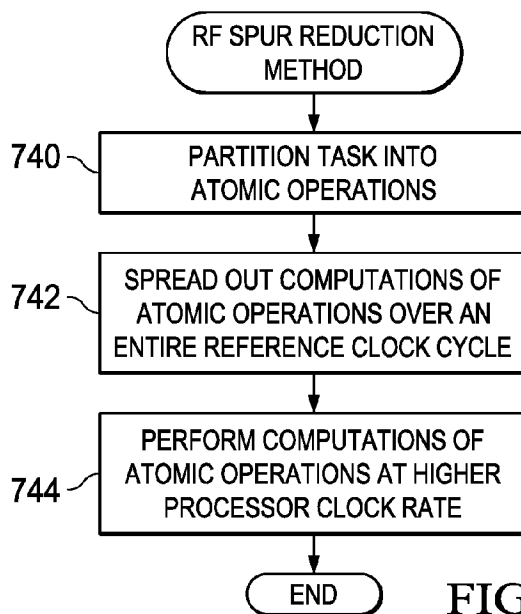 RF SPUR REDUCTION
METHOD
740
PARTITION TASK INTO
ATOMIC OPERATIONS
742
SPREAD OUT COMPUTATIONS OF
ATOMIC OPERATIONS OVER AN
ENTIRE REFERENCE CLOCK CYCLE
744
PERFORM COMPUTATIONS OF
ATOMIC OPERATIONS AT HIGHER
PROCESSOR CLOCK RATE
END
FIG